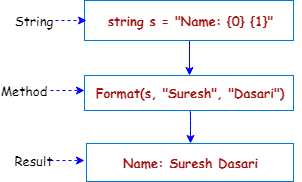 String string s = "Name: {0} {1}"
Method Format(s, "Suresh", "Dasari")
Result Name: Suresh Dasari